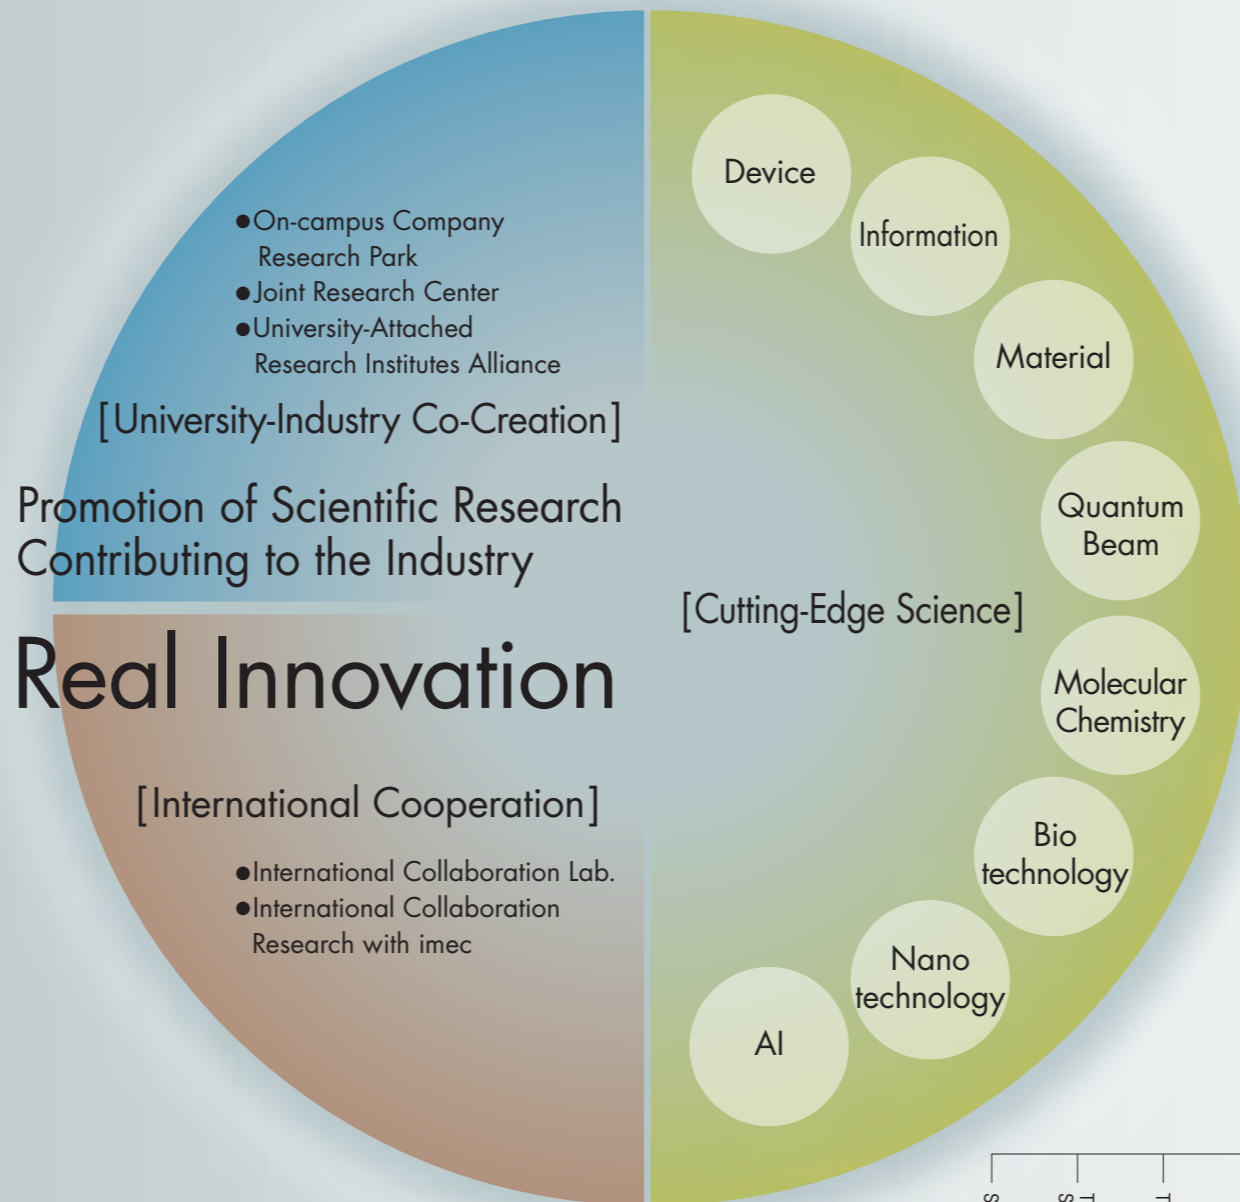 ●On-campus Company
Research Park
●Joint Research Center
●University-Attached
Research Institutes Alliance
[University-Industry Co-Creation]
Promotion of Scientific Research
Contributing to the Industry
Real Innovation
[International Cooperation]
●International Collaboration Lab.
●International Collaboration
Research with imec
[Cutting-Edge Science]
Device
Information
Material
Quantum
Beam
Molecular
Chemistry
Bio
technology
Nano
technology
AI